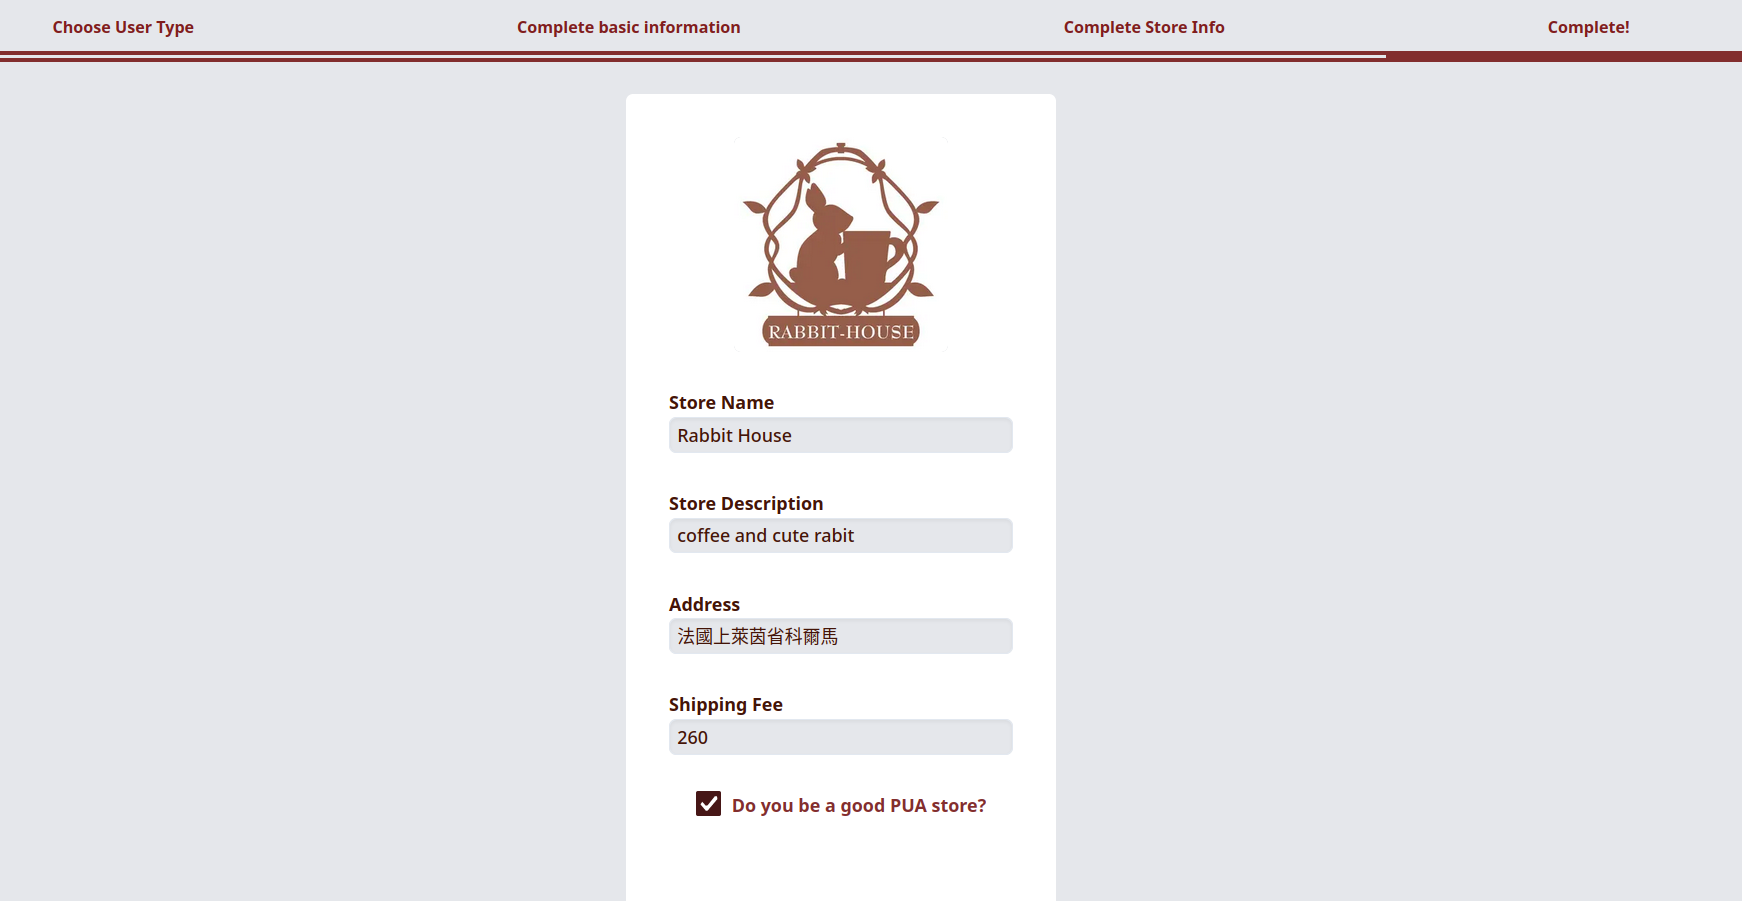 Choose User Type
Complete basic information
Complete Store Info
Complete!
RABBIT-HOUSE
Store Name
Rabbit House
Store Description
coffee and cute rabit
Address
法國上萊茵省科爾馬
Shipping Fee
260
Do you be a good PUA store?